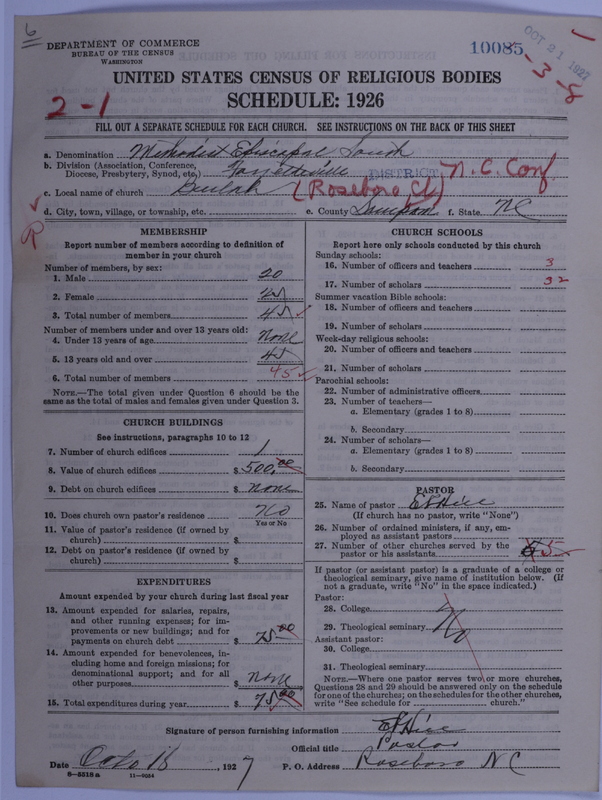 6
DEPARTMENT OF COMMERCE
BUREAU OF THE CENSUS
WASHINGTON
10085
OCT 21 1927
-3-8
UNITED STATES CENSUS OF RELIGIOUS BODIES
SCHEDULE: 1926
2-1
FILL OUT A SEPARATE SCHEDULE FOR EACH CHURCH. SEE INSTRUCTIONS ON THE BACK OF THIS SHEET
a. Denomination Methodist Episcopal South
b. Division (Association, Conference, Diocese, Presbytery, Synod, etc.) Fayetteville DISTRICT N.C. Conf
c. Local name of church Beulah (Roseboro Ch)
d. City, town, village, or township, etc. e. County Sampson f. State NC
R
MEMBERSHIP
Report number of members according to definition of member in your church
Number of members, by sex:
1. Male 20
2. Female
3. Total number of members 45
Number of members under and over 13 years old:
4. Under 13 years of age None
5. 13 years old and over 45
6. Total number of members 45
NOTE.—The total given under Question 6 should be the same as the total of males and females given under Question 3.
CHURCH BUILDINGS
See instructions, paragraphs 10 to 12
7. Number of church edifices 1
8. Value of church edifices $ 500.00
9. Debt on church edifices $ None
10. Does church own pastor's residence No
Yes or No
11. Value of pastor's residence (if owned by church) $
12. Debt on pastor's residence (if owned by church) $
EXPENDITURES
Amount expended by your church during last fiscal year
13. Amount expended for salaries, repairs, and other running expenses; for improvements or new buildings; and for payments on church debt $ 75.00
14. Amount expended for benevolences, including home and foreign missions; for denominational support; and for all other purposes $ None
15. Total expenditures during year $ 75.00
CHURCH SCHOOLS
Report here only schools conducted by this church
Sunday schools:
16. Number of officers and teachers 3
17. Number of scholars 32
Summer vacation Bible schools:
18. Number of officers and teachers
19. Number of scholars
Week-day religious schools:
20. Number of officers and teachers
21. Number of scholars
Parochial schools:
22. Number of administrative officers
23. Number of teachers—
a. Elementary (grades 1 to 8)
b. Secondary
24. Number of scholars—
a. Elementary (grades 1 to 8)
b. Secondary
PASTOR
25. Name of pastor E L Hill
(If church has no pastor, write "None")
26. Number of ordained ministers, if any, employed as assistant pastors
27. Number of other churches served by the pastor or his assistants 5
If pastor (or assistant pastor) is a graduate of a college or theological seminary, give name of institution below. (If not a graduate, write "No" in the space indicated.)
Pastor:
28. College
29. Theological seminary No
Assistant pastor:
30. College
31. Theological seminary
NOTE.—Where one pastor serves two or more churches, Questions 28 and 29 should be answered only on the schedule for one of the churches; on the schedules for the other churches, write "See schedule for church."
Signature of person furnishing information E L Hill
Official title Pastor
Date Octo 16, 1927 P. O. Address Roseboro NC
8-5318 a 11-9024